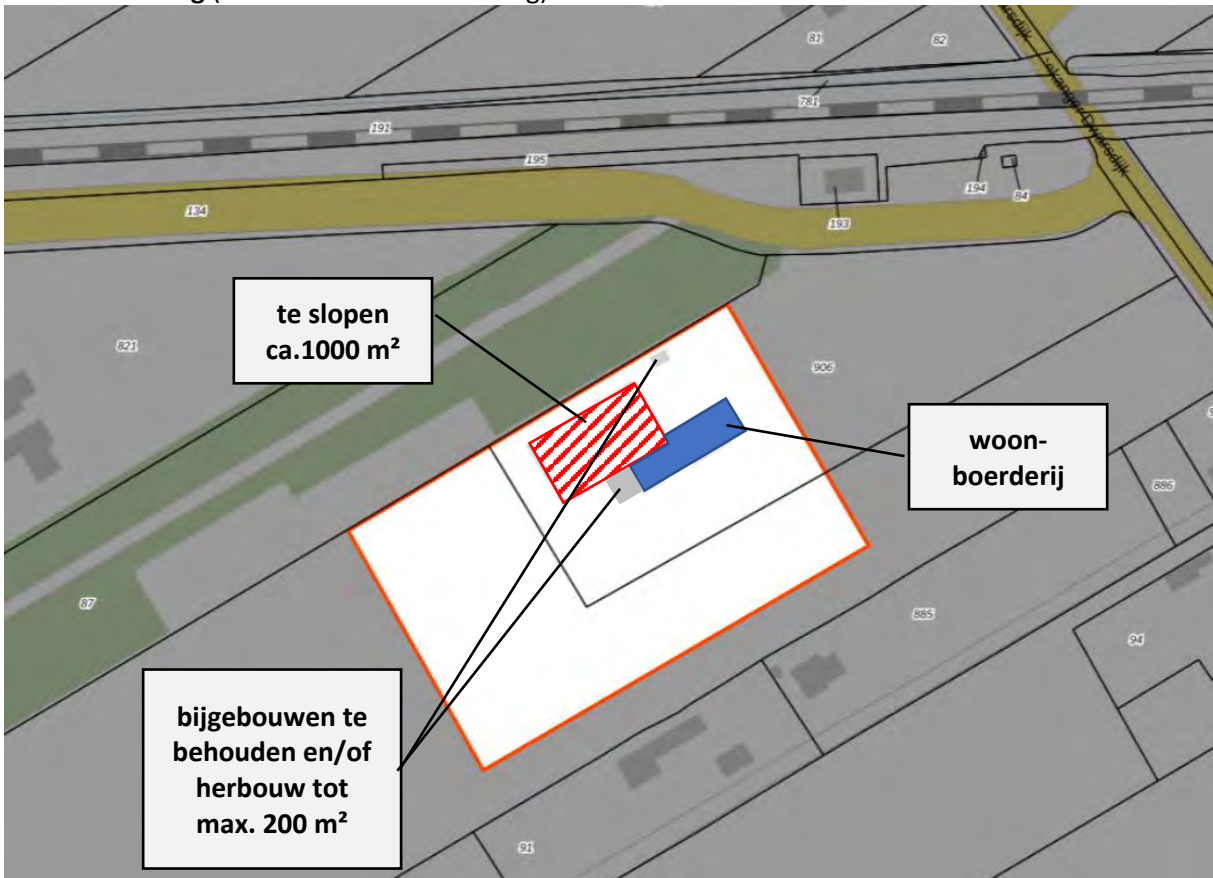 81
82
781
191
195
194
84
134
193
te slopen
ca.1000 m²
821
906
woon-
boerderij
886
87
885
94
bijgebouwen te
behouden en/of
herbouw tot
max. 200 m²
91